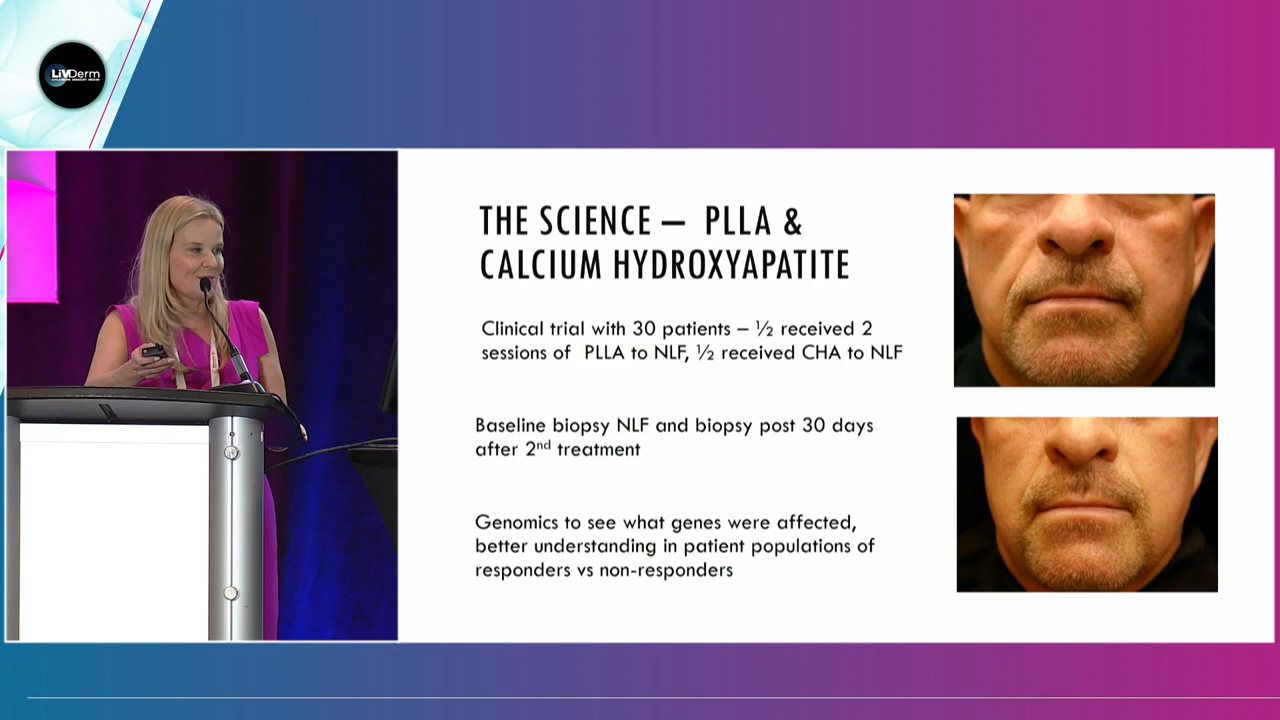 LiVDerm
THE SCIENCE – PLLA &
CALCIUM HYDROXYAPATITE
Clinical trial with 30 patients – ½ received 2
sessions of PLLA to NLF, ½ received CHA to NLF
Baseline biopsy NLF and biopsy post 30 days
after 2nd treatment
Genomics to see what genes were affected,
better understanding in patient populations of
responders vs non-responders